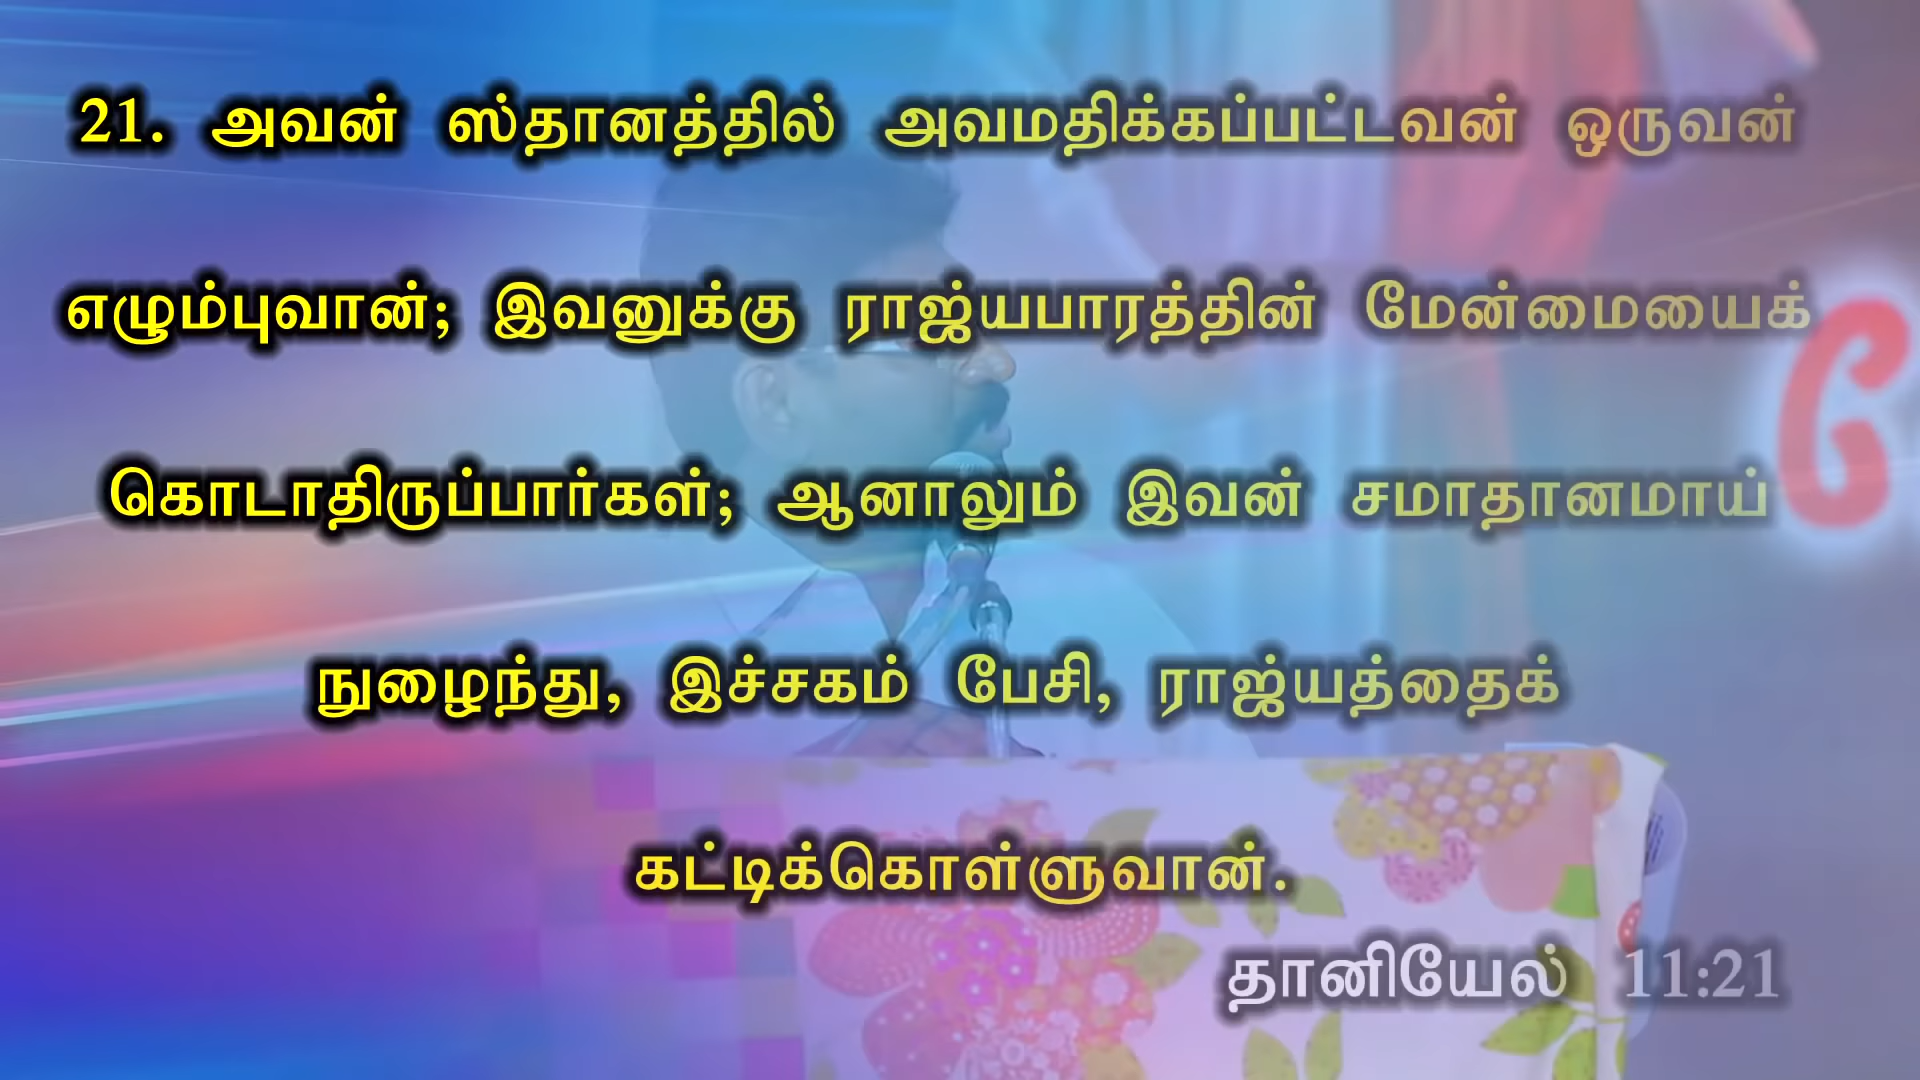 21. அவன் ஸ்தானத்தில் அவமதிக்கப்பட்டவன் ஒருவன்
எழும்புவான்; இவனுக்கு ராஜ்யபாரத்தின் மேன்மையைக்
கொடாதிருப்பார்கள்; ஆனாலும் இவன் சமாதானமாய்
நுழைந்து, இச்சகம் பேசி, ராஜ்யத்தைக்
கட்டிக்கொள்ளுவான்.
தானியேல் 11:21